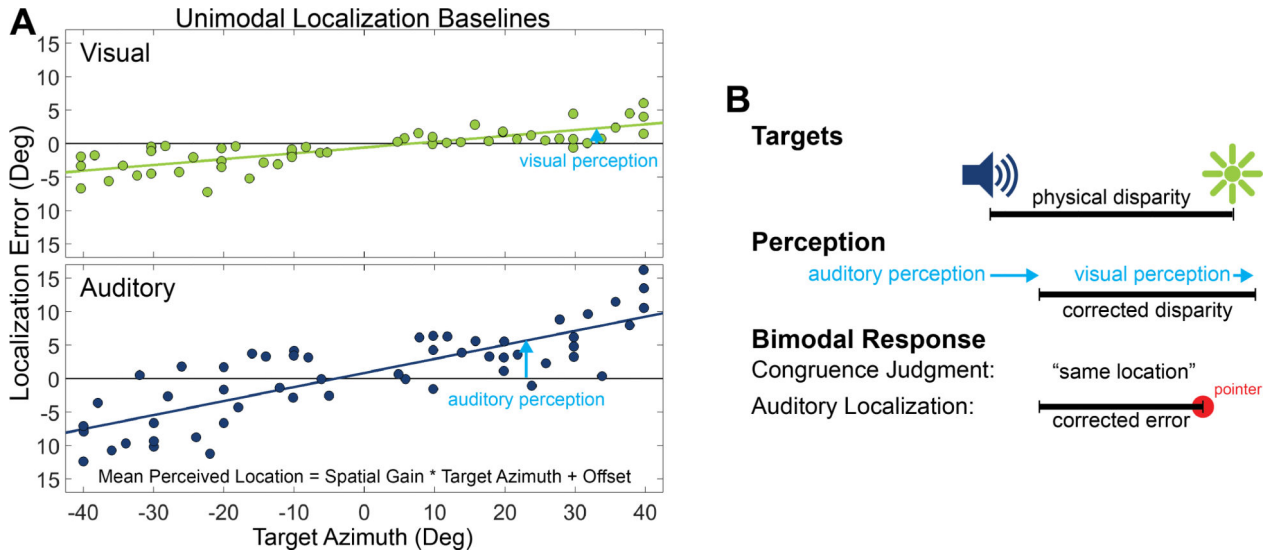 A
Unimodal Localization Baselines
Visual
15
10
5
0
-5
10
15
visual perception
Localization Error (Deg)
Auditory
15
10
5
0
-5
10
15
auditory perception
Mean Perceived Location = Spatial Gain * Target Azimuth + Offset
-40 -30 -20 -10 0 10 20 30 40
Target Azimuth (Deg)
B
Targets
physical disparity
Perception
auditory perception visual perception
corrected disparity
Bimodal Response
Congruence Judgment: “same location”
pointer
Auditory Localization:
corrected error